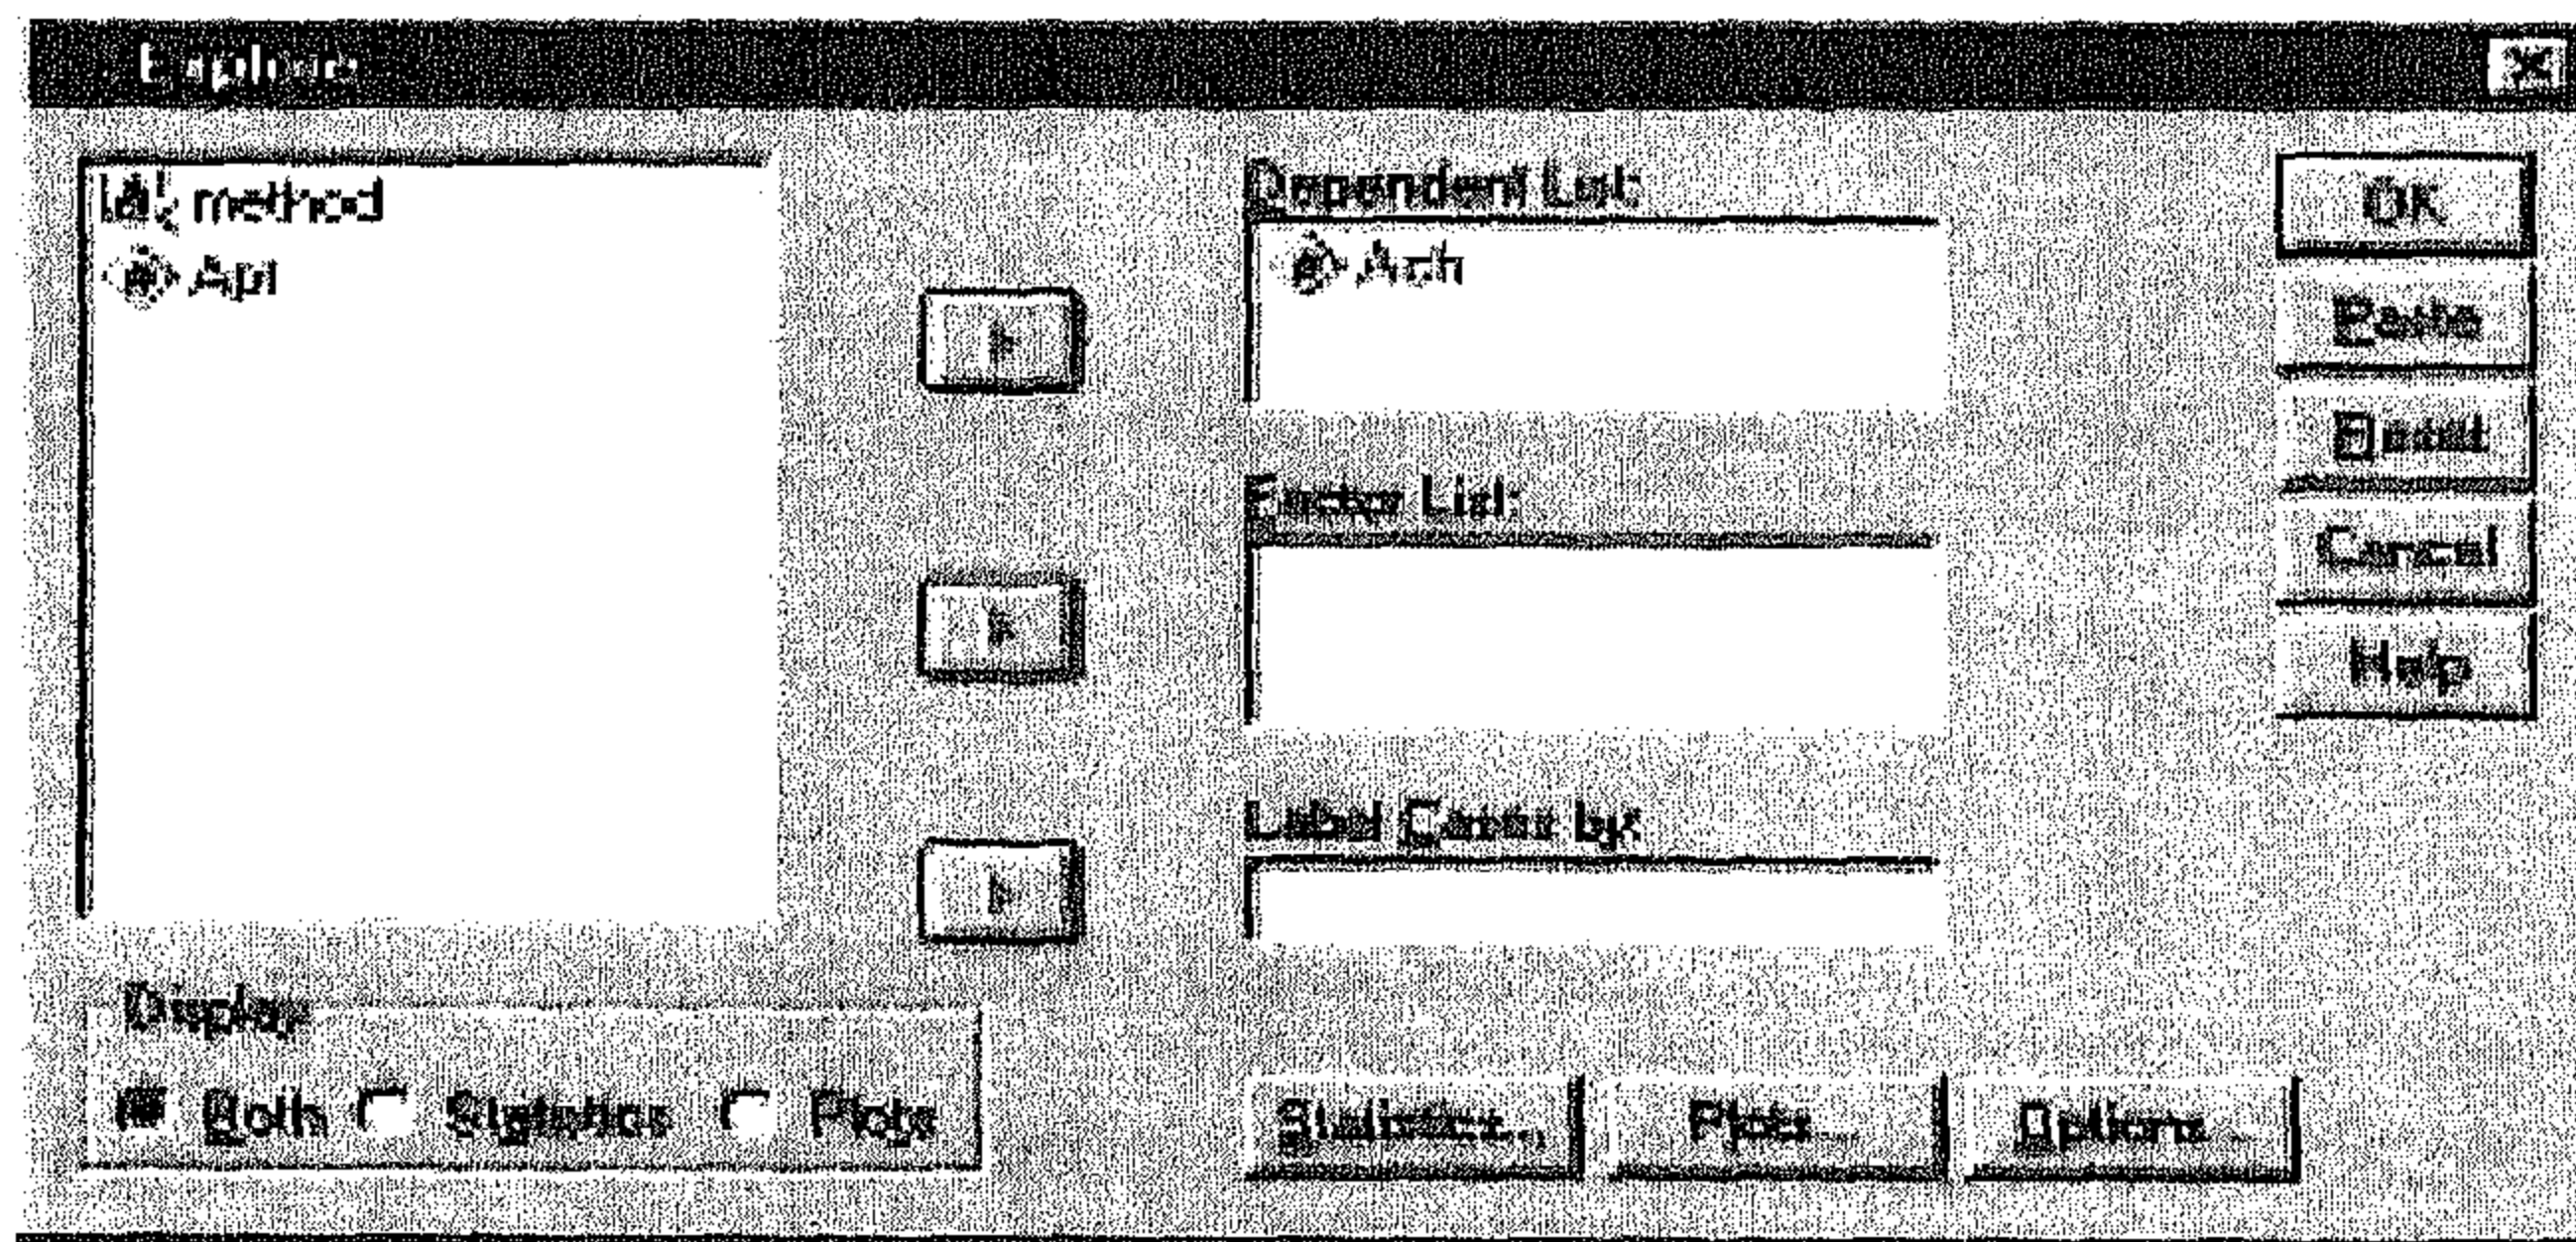 Explore
method
Apt
Dependent List:
Ach
Factor List:
Label Cases by:
OK
Paste
Reset
Cancel
Help
Display
Both Statistics Plots
Statistics... Plots... Options...